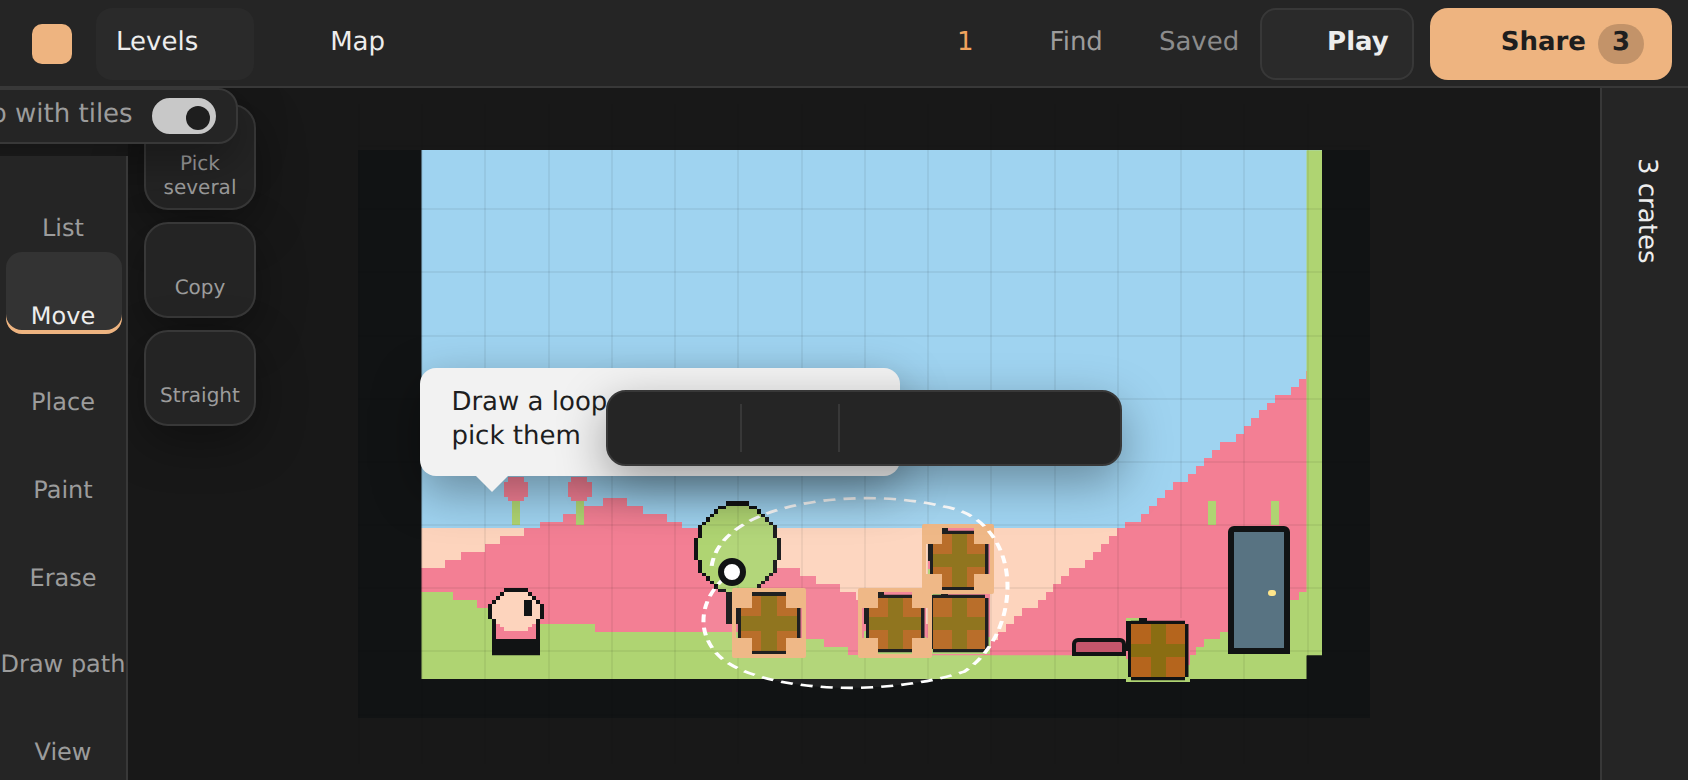 Levels
Map
1
Find
Saved
Play
Share 3
with tiles
Pick
several
List
Copy
Move
Straight
Place
Paint
Erase
Draw path
View
Draw a loop
pick them
3 crates